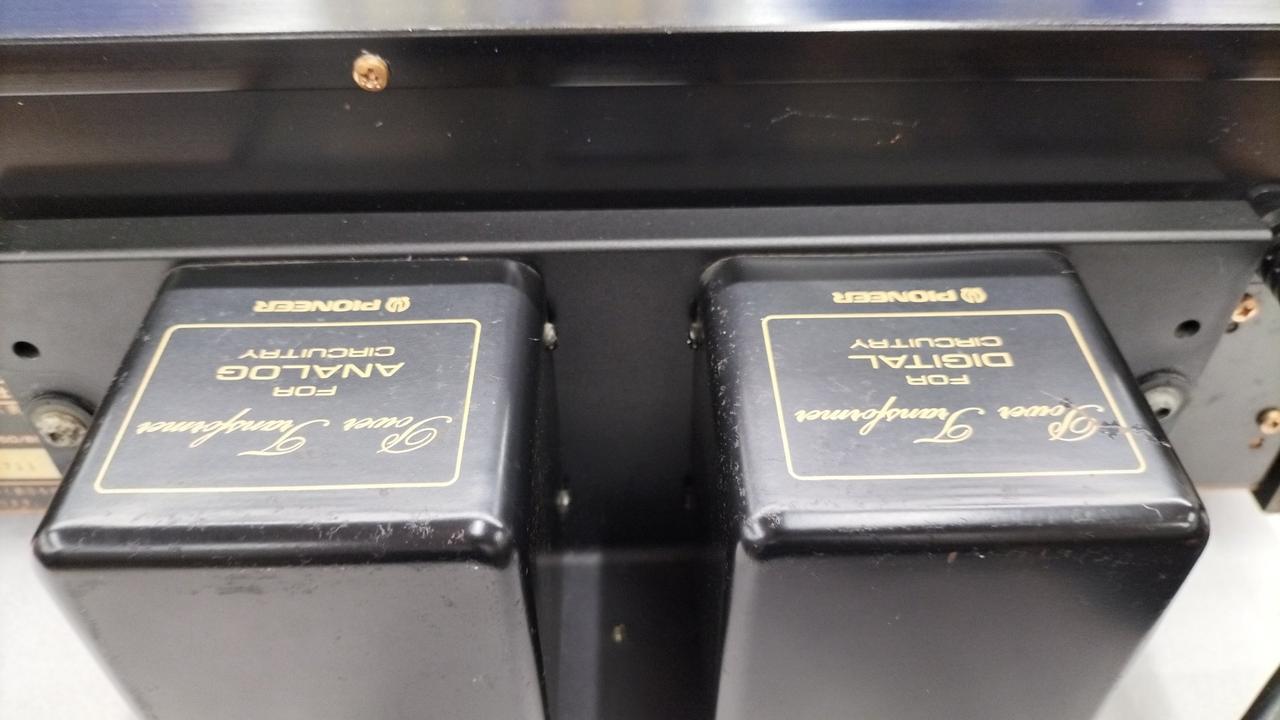 Power Transformer
FOR
ANALOG
CIRCUITRY
PIONEER
Power Transformer
FOR
DIGITAL
CIRCUITRY
PIONEER